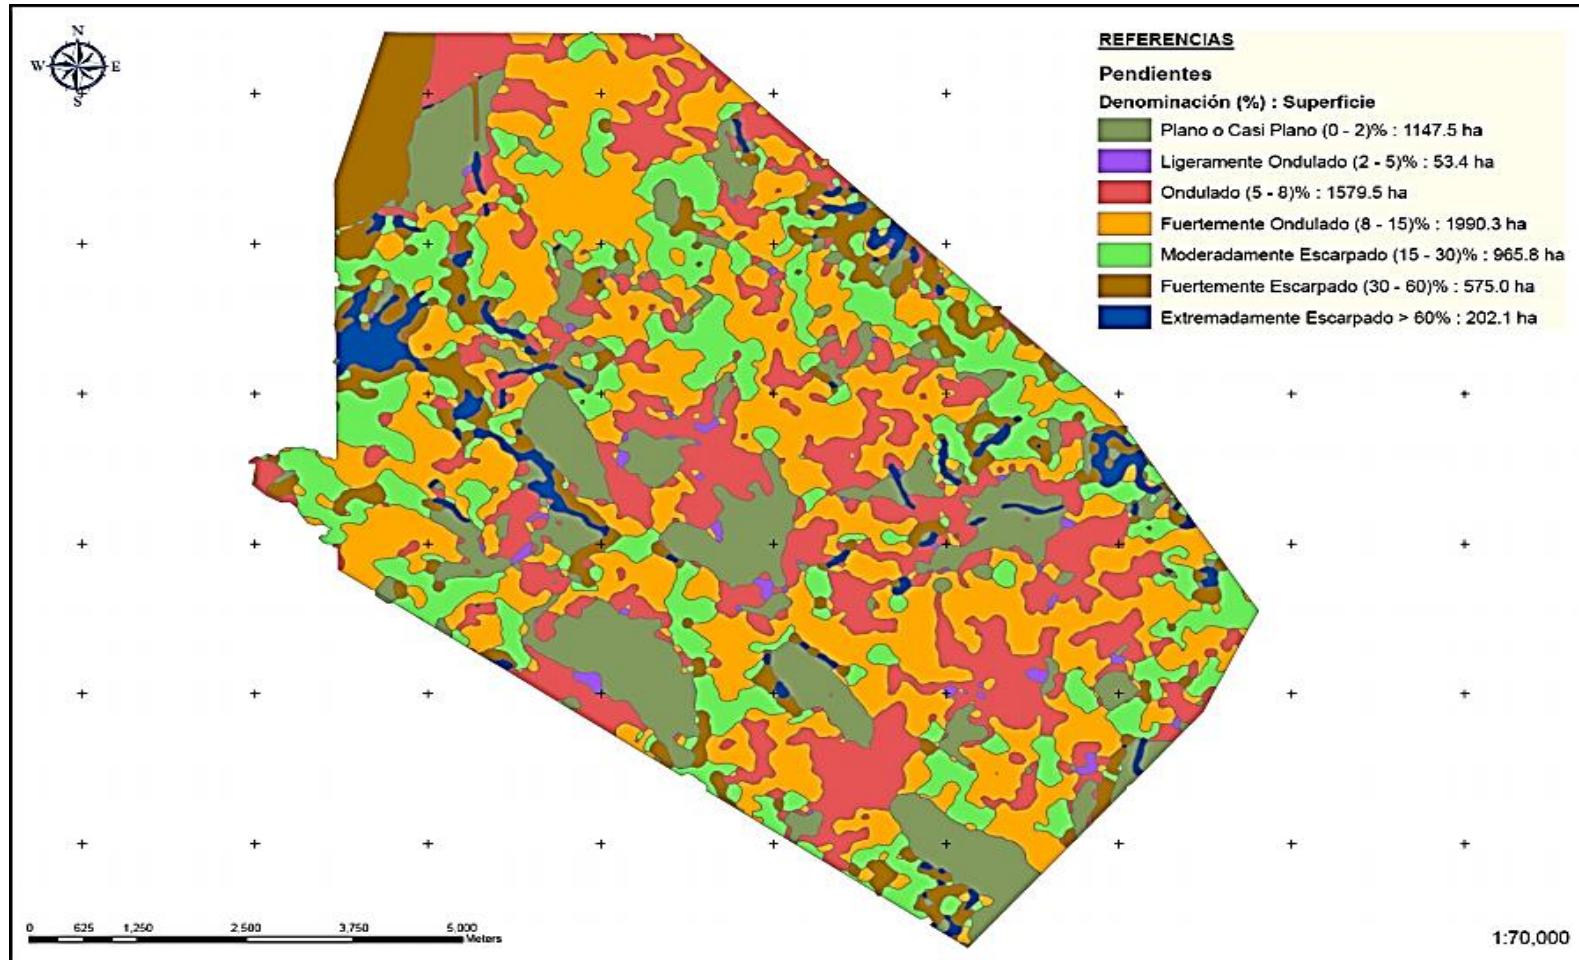 N
W E
S
REFERENCIAS
Pendientes
Denominación (%) : Superficie
Plano o Casi Plano (0 - 2)% : 1147.5 ha
Ligeramente Ondulado (2 - 5)% : 53.4 ha
Ondulado (5 - 8)% : 1579.5 ha
Fuertemente Ondulado (8 - 15)% : 1990.3 ha
Moderadamente Escarpado (15 - 30)% : 965.8 ha
Fuertemente Escarpado (30 - 60)% : 575.0 ha
Extremadamente Escarpado > 60% : 202.1 ha
0 625 1,250 2,500 3,750 5,000
Meters
1:70,000